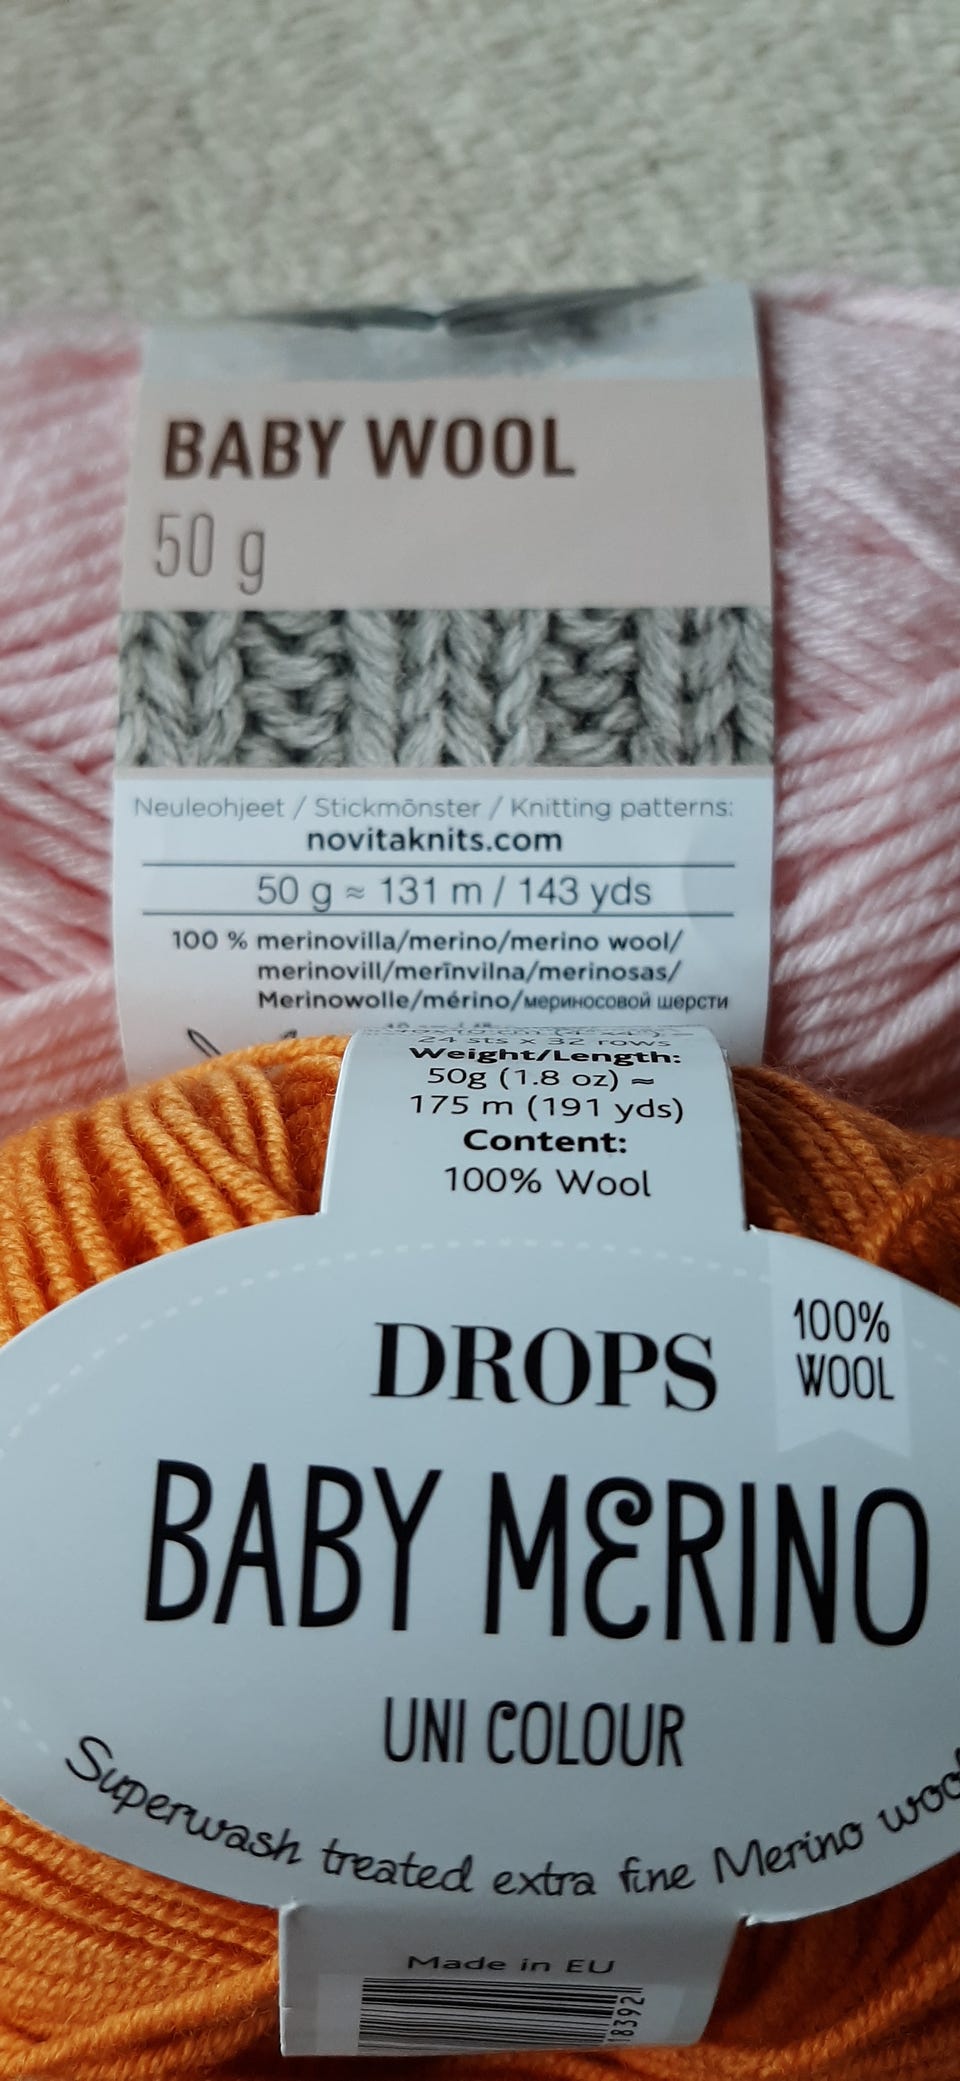 BABY WOOL
50 g
Neuleohjeet / Stickmönster / Knitting patterns:
novitaknits.com
50 g ≈ 131 m / 143 yds
100 % merinovilla/merino/merino wool/
merinovill/merīnvilna/merinosas/
Merinowolle/mérino/мериносовой шерсти
24 sts x 32 rows
Weight/Length:
50g (1.8 oz) ≈
175 m (191 yds)
Content:
100% Wool
DROPS
100%
WOOL
BABY MERINO
UNI COLOUR
Superwash treated extra fine Merino wool
Made in EU
18392